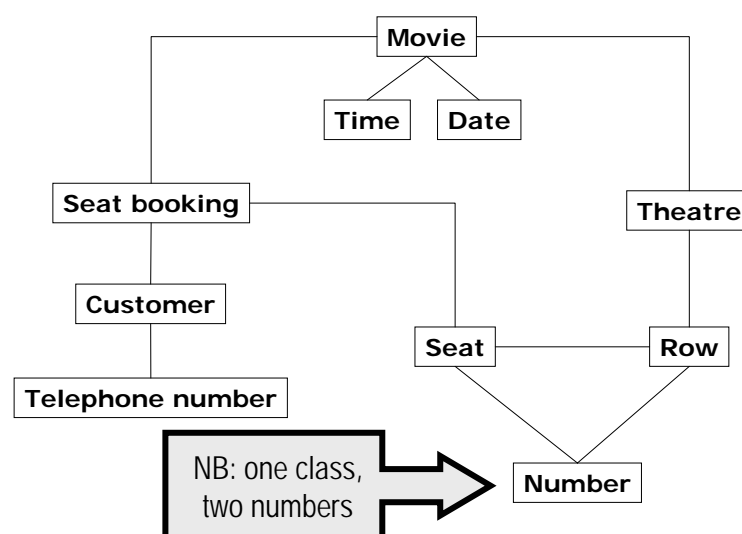 Movie
Time
Date
Seat booking
Theatre
Customer
Seat
Row
Telephone number
NB: one class,
two numbers
Number